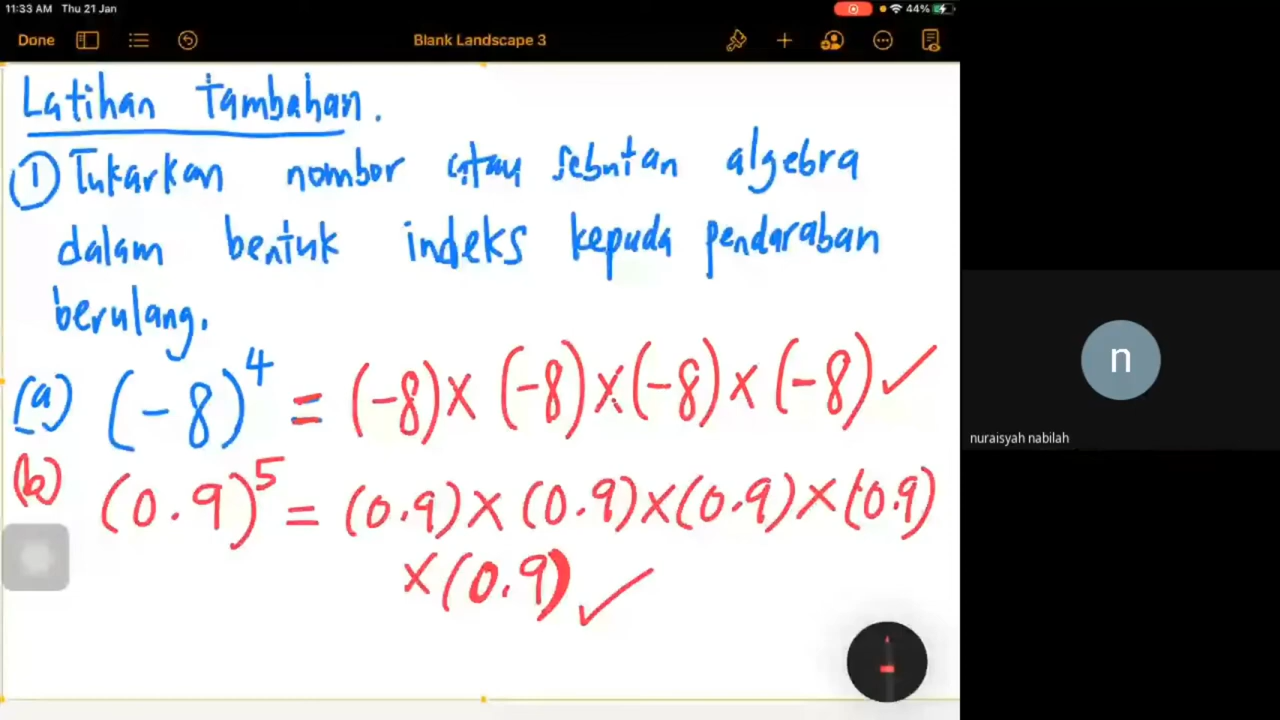 11:33 AM Thu 21 Jan
44%
Done
Blank Landscape 3
Latihan Tambahan.
① Tukarkan nombor atau sebutan algebra
dalam bentuk indeks kepada pendaraban
berulang.
(a) (-8)⁴ = (-8) × (-8) × (-8) × (-8) ✓
(b) (0.9)⁵ = (0.9) × (0.9) × (0.9) × (0.9)
× (0.9) ✓
n
nuraisyah nabilah